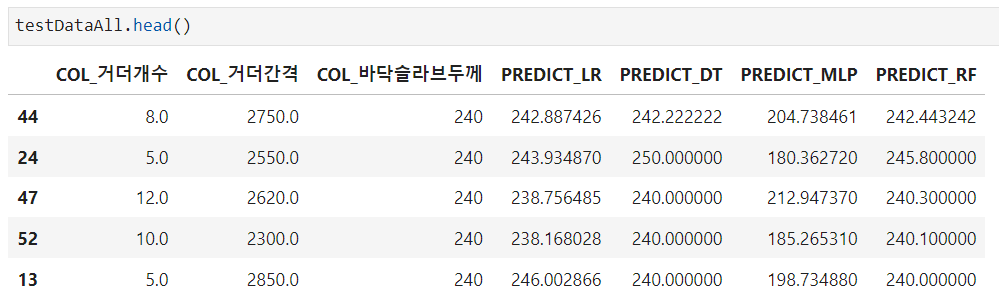 testDataAll.head()
COL_거더개수 COL_거더간격 COL_바닥슬라브두께 PREDICT_LR PREDICT_DT PREDICT_MLP PREDICT_RF
44 8.0 2750.0 240 242.887426 242.222222 204.738461 242.443242
24 5.0 2550.0 240 243.934870 250.000000 180.362720 245.800000
47 12.0 2620.0 240 238.756485 240.000000 212.947370 240.300000
52 10.0 2300.0 240 238.168028 240.000000 185.265310 240.100000
13 5.0 2850.0 240 246.002866 240.000000 198.734880 240.000000